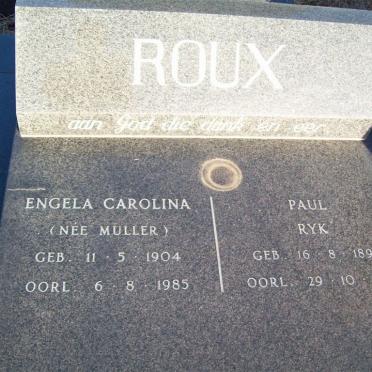 ROUX
aan God die dank en eer
ENGELA CAROLINA
(NÉE MULLER)
GEB. 11 · 5 · 1904
OORL. 6 · 8 · 1985
PAUL
RYK
GEB. 16 · 8 · 189
OORL. 29 · 10 ·